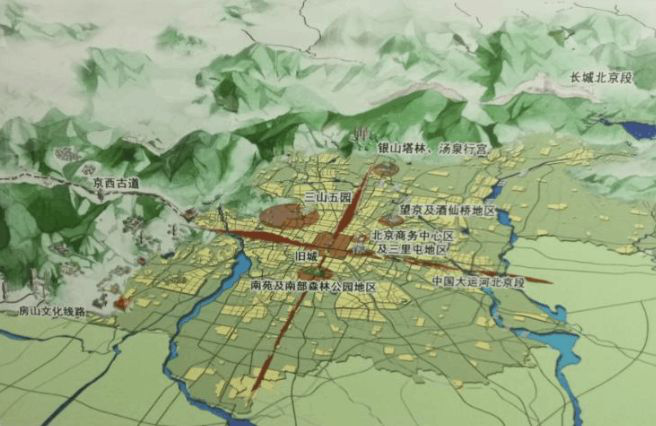 长城北京段
银山塔林、汤泉行宫
京西古道
三山五园
望京及酒仙桥地区
北京商务中心区
及三里屯地区
旧城
中国大运河北京段
南苑及南部森林公园地区
房山文化线路